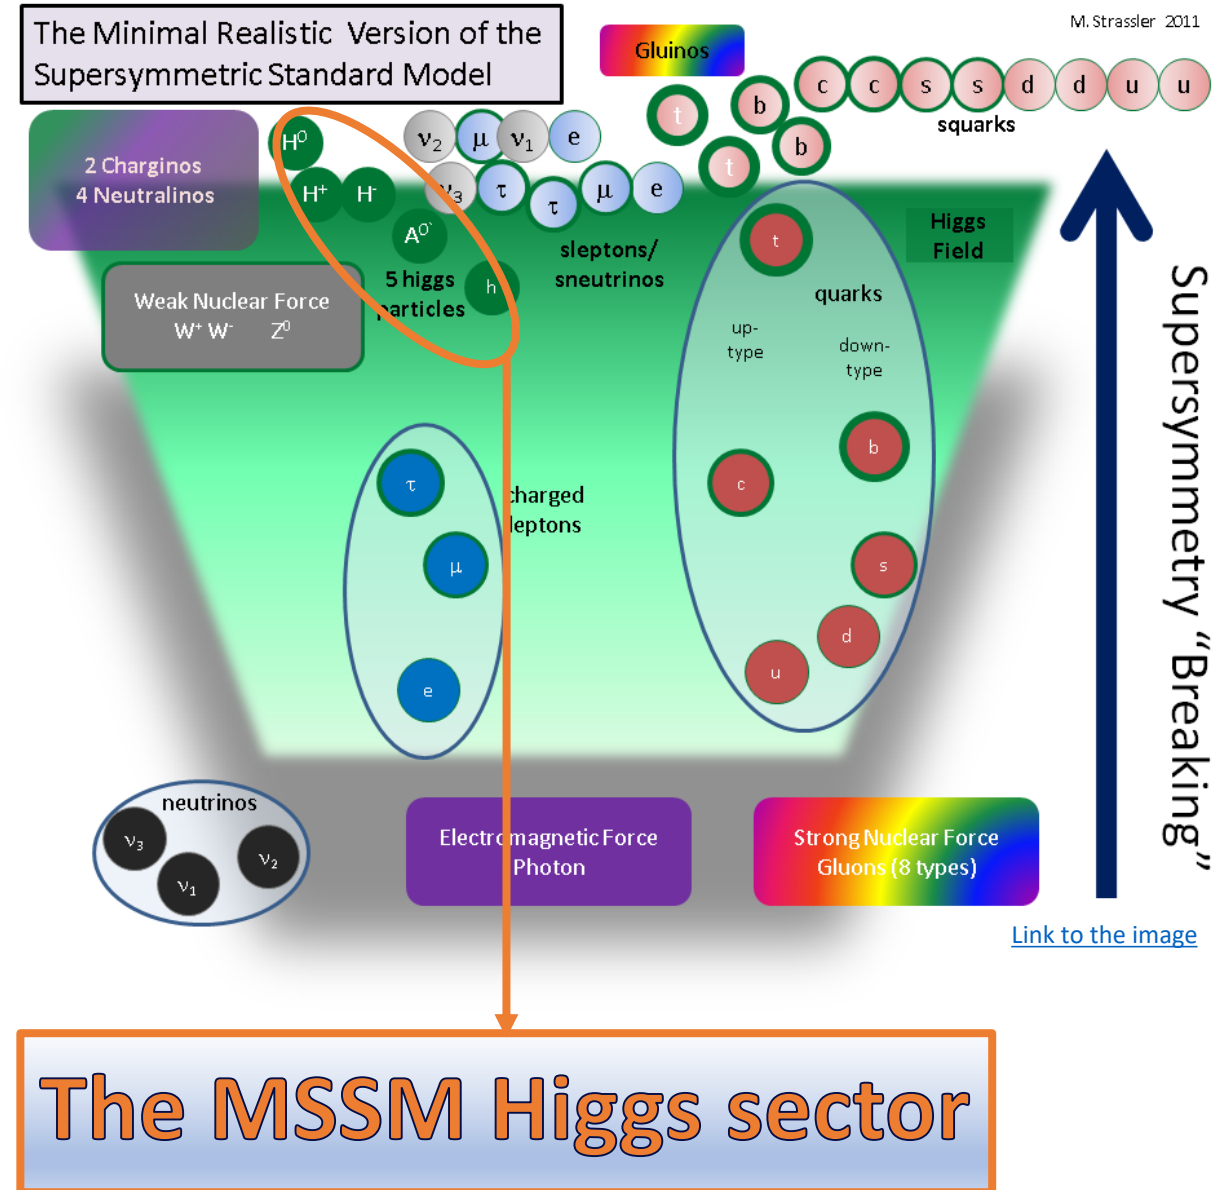 The Minimal Realistic Version of the
Supersymmetric Standard Model
M. Strassler 2011
Gluinos
c c s s d d u u
squarks
t
b
t
b
2 Charginos
4 Neutralinos
H⁰
H⁺ H⁻
A⁰
h
5 higgs
particles
ν₂ μ ν₁ e
ν₃ τ τ μ e
sleptons/
sneutrinos
Higgs
Field
Weak Nuclear Force
W⁺ W⁻ Z⁰
t
quarks
up-
type
down-
type
b
c
s
d
u
τ
μ
e
charged
leptons
neutrinos
ν₃
ν₁
ν₂
Electromagnetic Force
Photon
Strong Nuclear Force
Gluons (8 types)
Supersymmetry “Breaking”
Link to the image
The MSSM Higgs sector